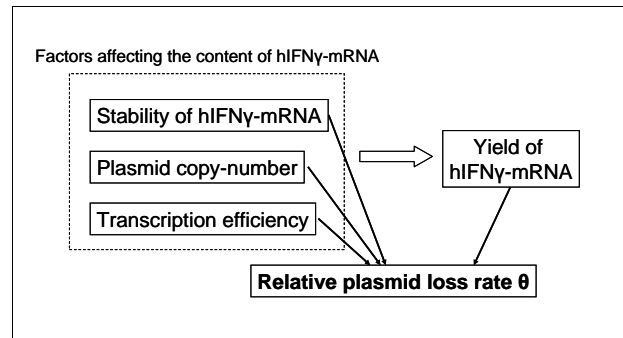 Factors affecting the content of hIFNγ-mRNA
Stability of hIFNγ-mRNA
Plasmid copy-number
Transcription efficiency
Yield of
hIFNγ-mRNA
Relative plasmid loss rate θ